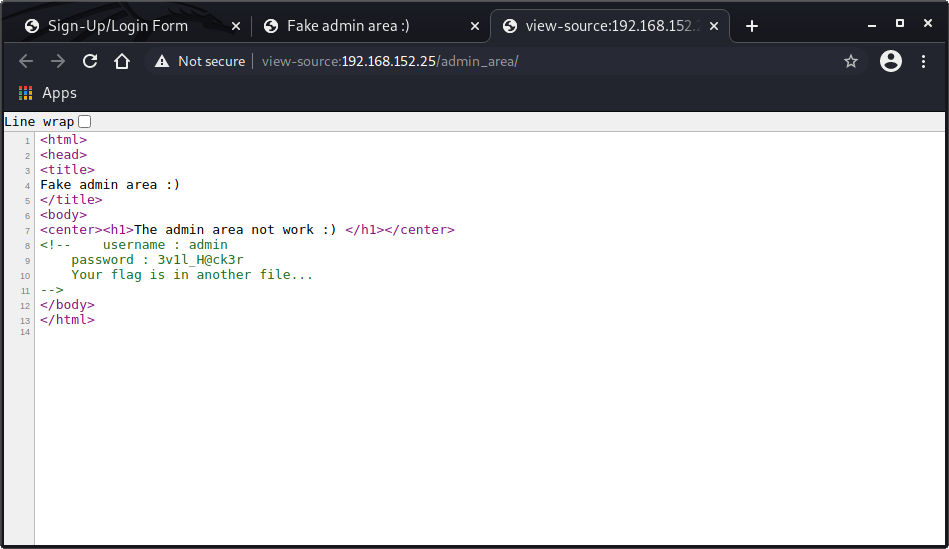 Sign-Up/Login Form
Fake admin area :)
view-source:192.168.152.2
Not secure | view-source:192.168.152.25/admin_area/
Apps
Line wrap
1 <html>
2 <head>
3 <title>
4 Fake admin area :)
5 </title>
6 <body>
7 <center><h1>The admin area not work :) </h1></center>
8 <!--    username : admin
9     password : 3v1l_H@ck3r
10     Your flag is in another file...
11 -->
12 </body>
13 </html>
14